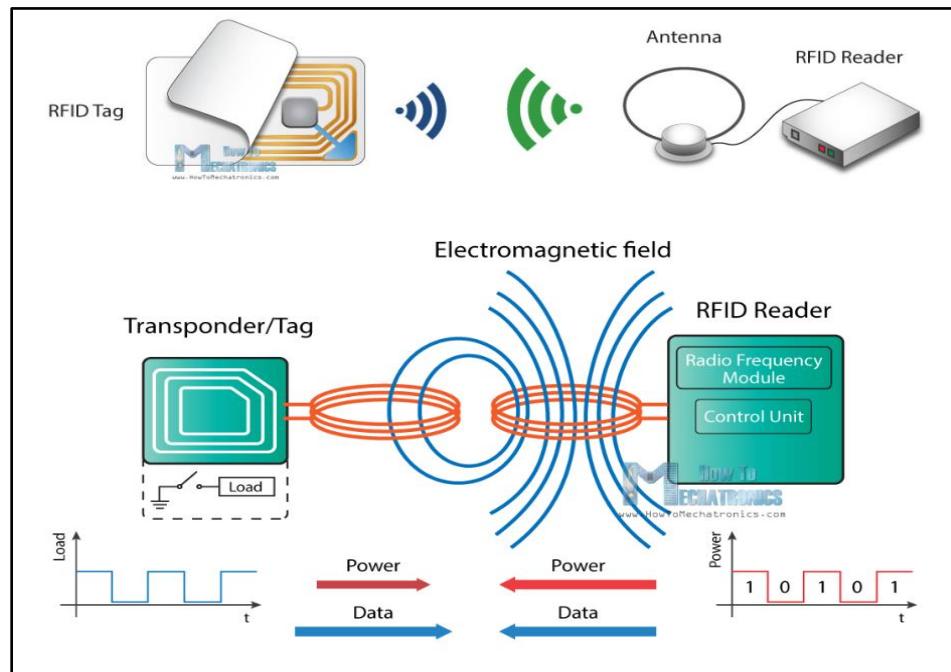 Antenna
RFID Reader
RFID Tag
How To
MECHATRONICS
www.HowToMechatronics.com
Electromagnetic field
Transponder/Tag
RFID Reader
Radio Frequency
Module
Control Unit
Load
How To
MECHATRONICS
www.HowToMechatronics.com
Load
t
Power
Data
Power
Data
Power
1 0 1 0 1
t